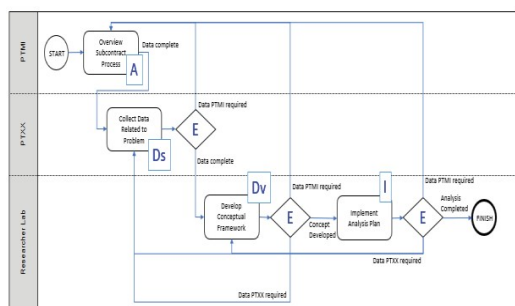 PTMI
START
Overview
Subcontract
Process
A
Data complete
PTXX
Collect Data
Related to
Problem
Ds
Data PTMI required
E
Data complete
Researcher Lab
Dv
Develop
Conceptual
Framework
Data PTMI required
E
Concept
Developed
I
Implement
Analysis Plan
Data PTMI required
E
Analysis
Completed
FINISH
Data PTXX required
Data PTXX required